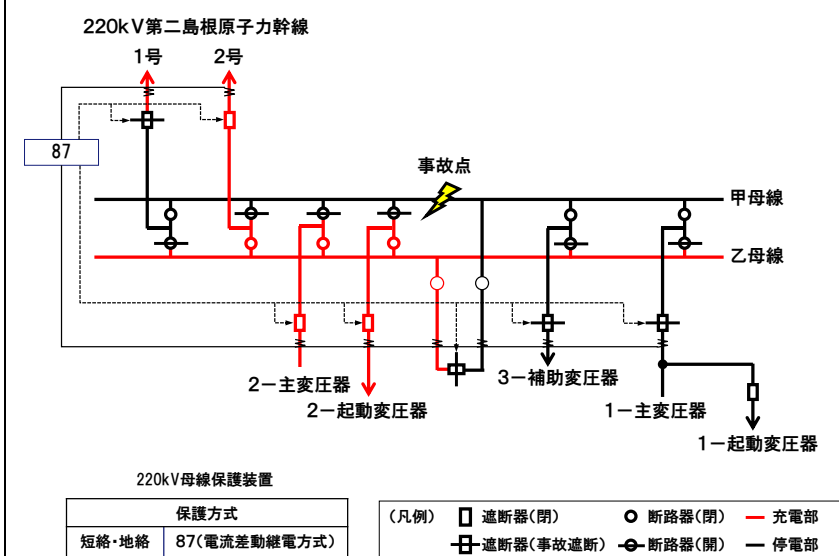 220kV第二島根原子力幹線
1号 2号
87
事故点
甲母線
乙母線
2－主変圧器
2－起動変圧器
3－補助変圧器
1－主変圧器
1－起動変圧器
220kV母線保護装置
保護方式
短絡・地絡 87(電流差動継電方式)
(凡例) 遮断器(閉) 断路器(閉) 充電部
遮断器(事故遮断) 断路器(開) 停電部